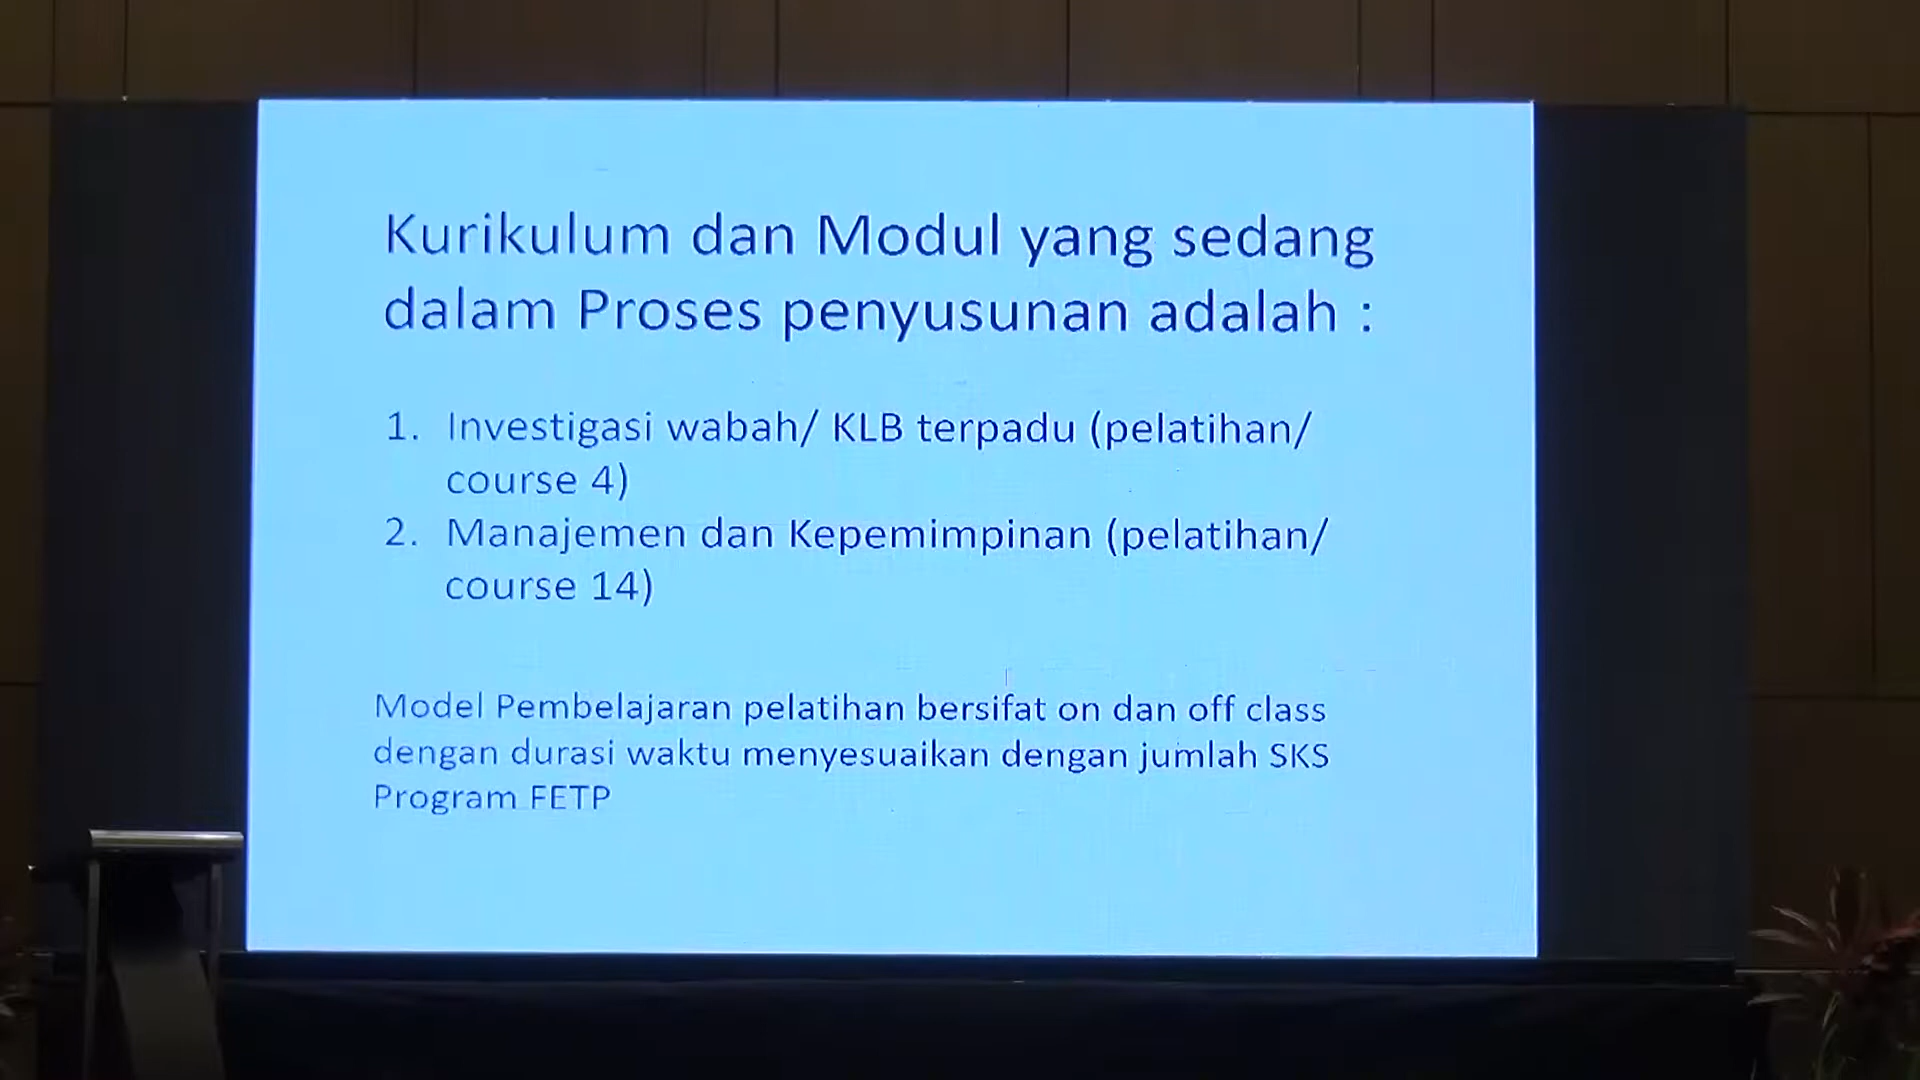 Kurikulum dan Modul yang sedang
dalam Proses penyusunan adalah :
1. Investigasi wabah/ KLB terpadu (pelatihan/
course 4)
2. Manajemen dan Kepemimpinan (pelatihan/
course 14)
Model Pembelajaran pelatihan bersifat on dan off class
dengan durasi waktu menyesuaikan dengan jumlah SKS
Program FETP